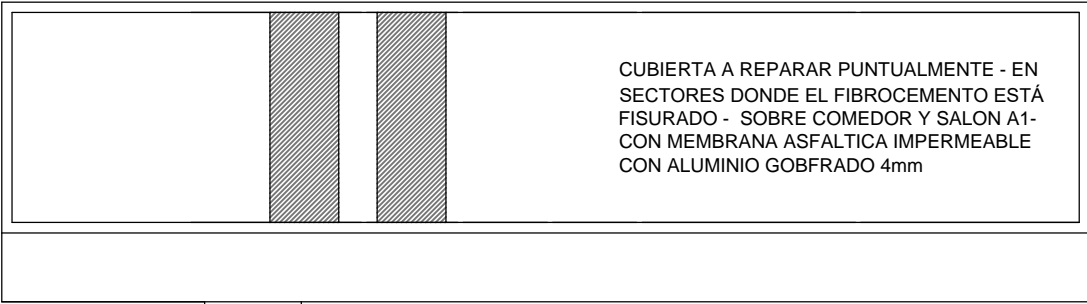 CUBIERTA A REPARAR PUNTUALMENTE - EN
SECTORES DONDE EL FIBROCEMENTO ESTÁ
FISURADO - SOBRE COMEDOR Y SALON A1-
CON MEMBRANA ASFALTICA IMPERMEABLE
CON ALUMINIO GOBFRADO 4mm